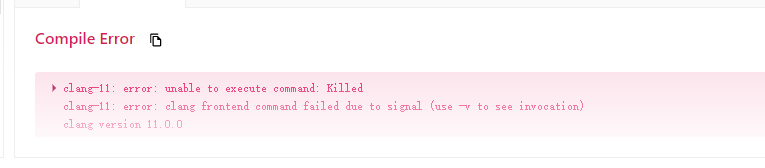 Compile Error
clang-11: error: unable to execute command: Killed
clang-11: error: clang frontend command failed due to signal (use -v to see invocation)
clang version 11.0.0